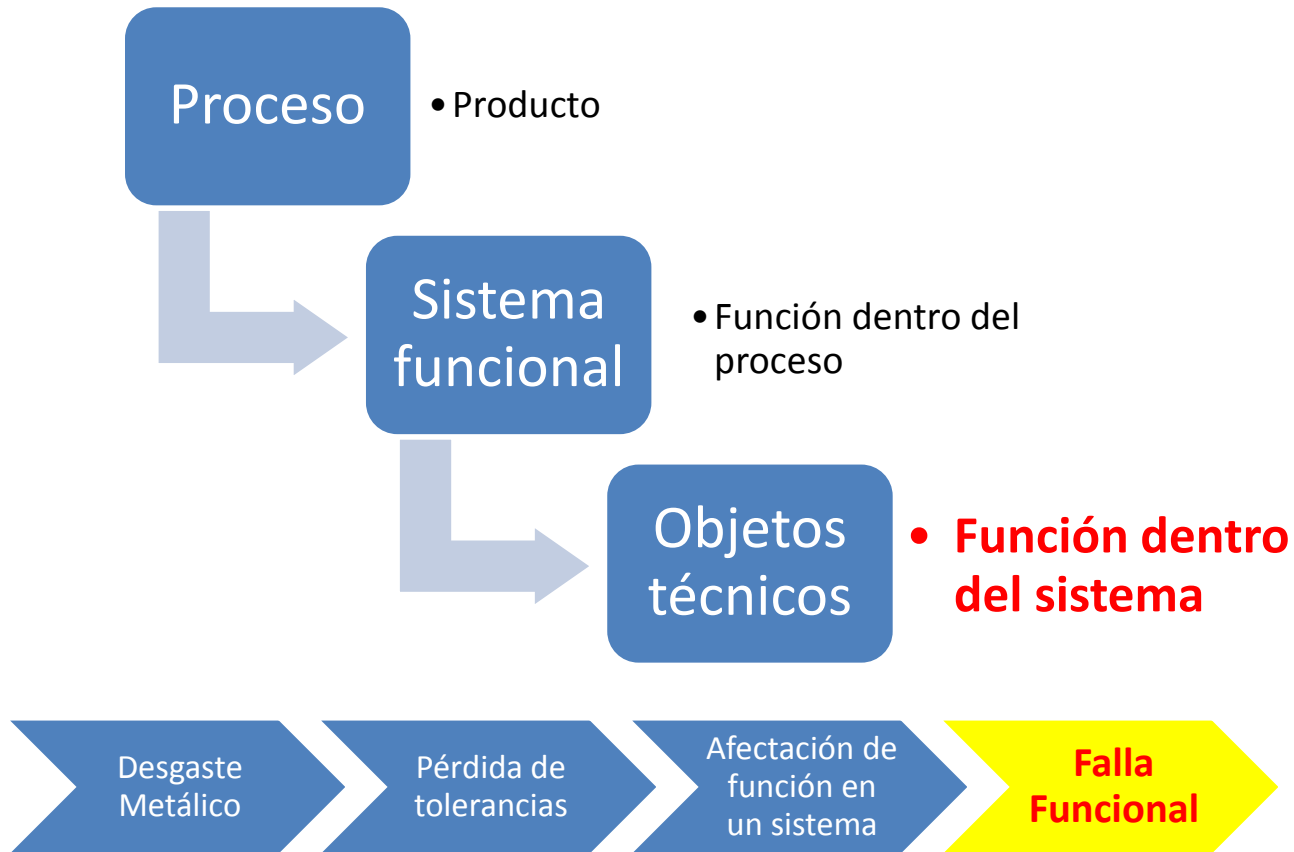 Proceso
• Producto
Sistema
funcional
• Función dentro del
proceso
Objetos
técnicos
• Función dentro
del sistema
Desgaste
Metálico
Pérdida de
tolerancias
Afectación de
función en
un sistema
Falla
Funcional